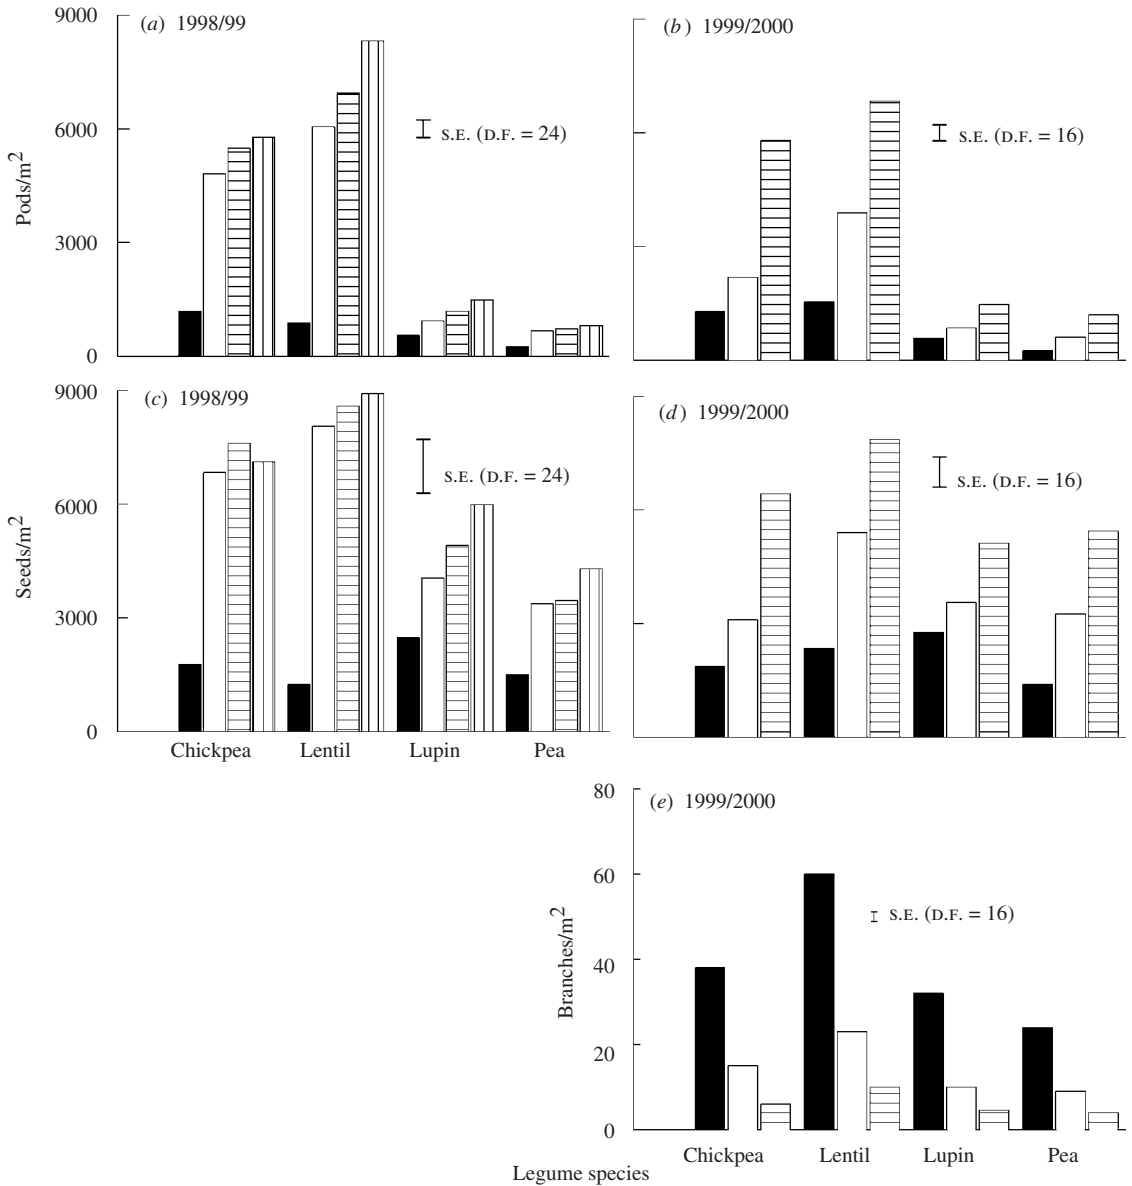 9000
6000
3000
0
Pods/m2
(a) 1998/99
S.E. (D.F. = 24)
(b) 1999/2000
S.E. (D.F. = 16)
9000
6000
3000
0
Seeds/m2
(c) 1998/99
S.E. (D.F. = 24)
Chickpea Lentil Lupin Pea
(d) 1999/2000
S.E. (D.F. = 16)
80
60
40
20
0
Branches/m2
(e) 1999/2000
S.E. (D.F. = 16)
Chickpea Lentil Lupin Pea
Legume species